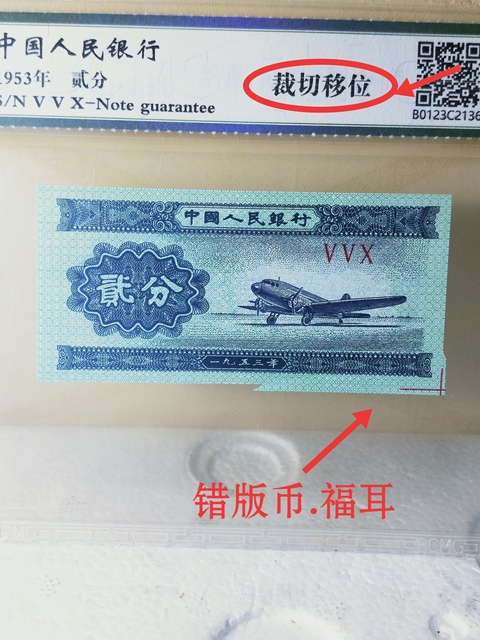 中国人民银行
1953年 贰分
裁切移位
S/N V V X-Note guarantee
B0123C2136
中國人民銀行
VVX
貳分
一九五三年
错版币.福耳